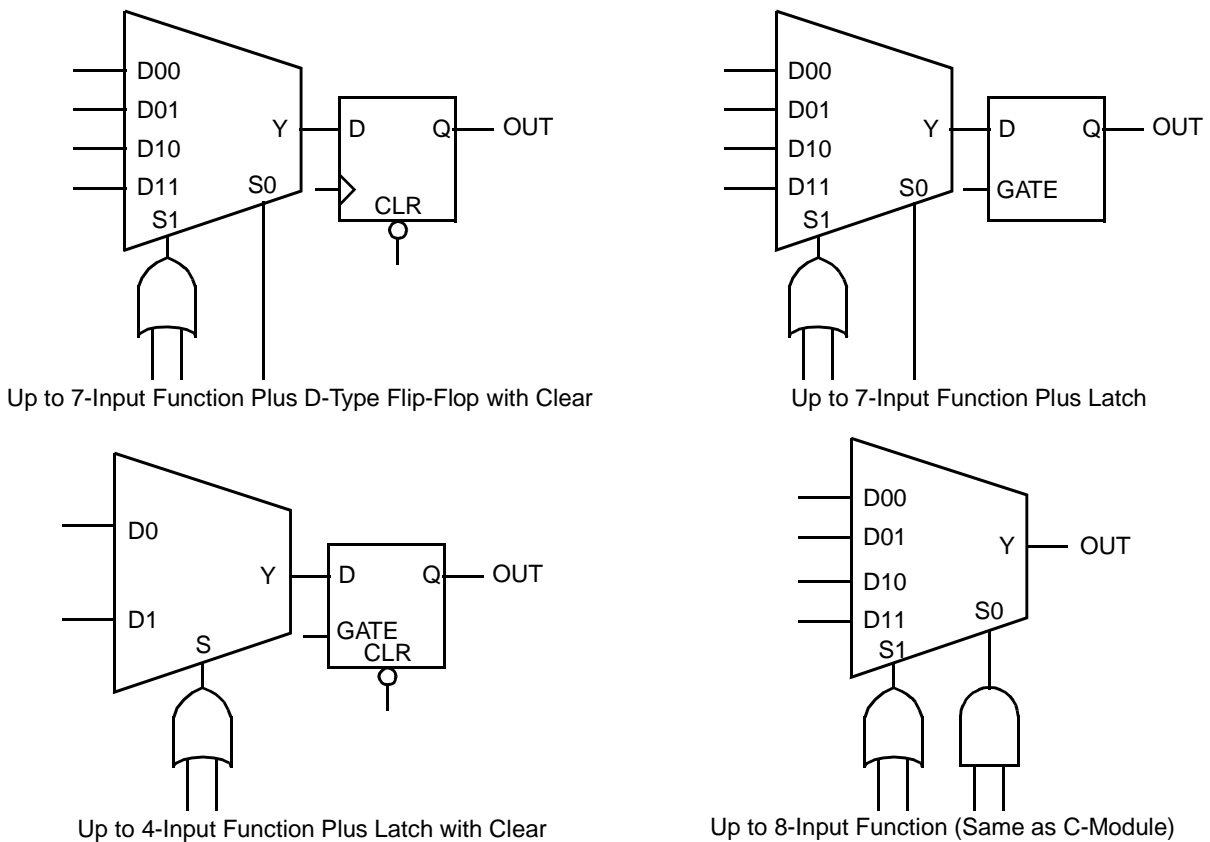 D00
D01
D10
D11
S1
S0
Y
D
Q
CLR
OUT
Up to 7-Input Function Plus D-Type Flip-Flop with Clear
D00
D01
D10
D11
S1
S0
Y
D
Q
GATE
OUT
Up to 7-Input Function Plus Latch
D0
D1
S
Y
D
Q
GATE
CLR
OUT
Up to 4-Input Function Plus Latch with Clear
D00
D01
D10
D11
S1
S0
Y
OUT
Up to 8-Input Function (Same as C-Module)